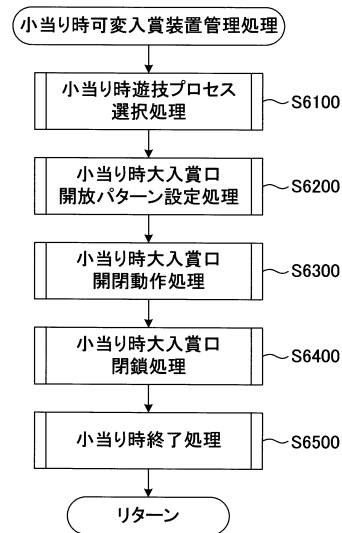 小当り時可変入賞装置管理処理
小当り時遊技プロセス
選択処理
S6100
小当り時大入賞口
開放パターン設定処理
S6200
小当り時大入賞口
開閉動作処理
S6300
小当り時大入賞口
閉鎖処理
S6400
小当り時終了処理
S6500
リターン